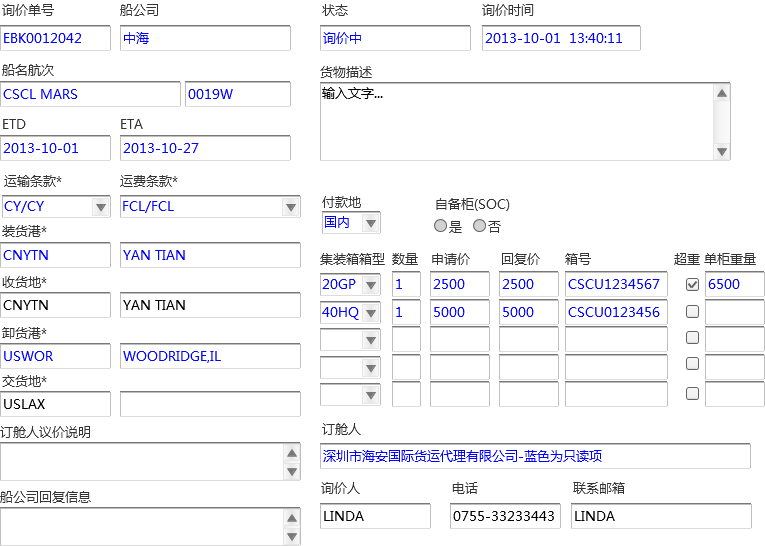 询价单号 船公司 状态 询价时间
EBK0012042 中海 询价中 2013-10-01 13:40:11
船名航次 货物描述
CSCL MARS 0019W 输入文字...
ETD ETA
2013-10-01 2013-10-27
运输条款* 运费条款*
CY/CY FCL/FCL
付款地 自备柜(SOC)
国内 是 否
装货港*
CNYTN YAN TIAN
收货地*
CNYTN YAN TIAN
卸货港*
USWOR WOODRIDGE,IL
交货地*
USLAX
集装箱箱型 数量 申请价 回复价 箱号 超重 单柜重量
20GP 1 2500 2500 CSCU1234567 6500
40HQ 1 5000 5000 CSCU0123456
订舱人议价说明
船公司回复信息
订舱人
深圳市海安国际货运代理有限公司-蓝色为只读项
询价人 电话 联系邮箱
LINDA 0755-33233443 LINDA